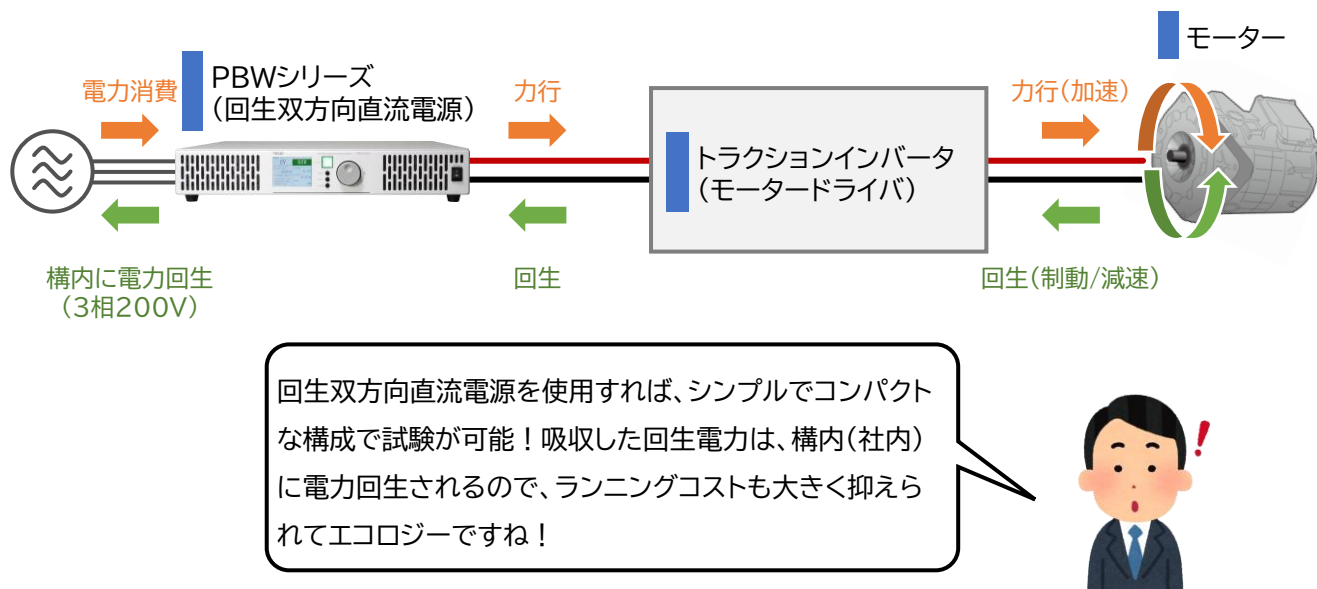 モーター
PBWシリーズ
(回生双方向直流電源)
電力消費
力行
力行(加速)
トラクションインバータ
(モータードライバ)
構内に電力回生
(3相200V)
回生
回生(制動/減速)
回生双方向直流電源を使用すれば、シンプルでコンパクト
な構成で試験が可能！吸収した回生電力は、構内(社内)
に電力回生されるので、ランニングコストも大きく抑えら
れてエコロジーですね！